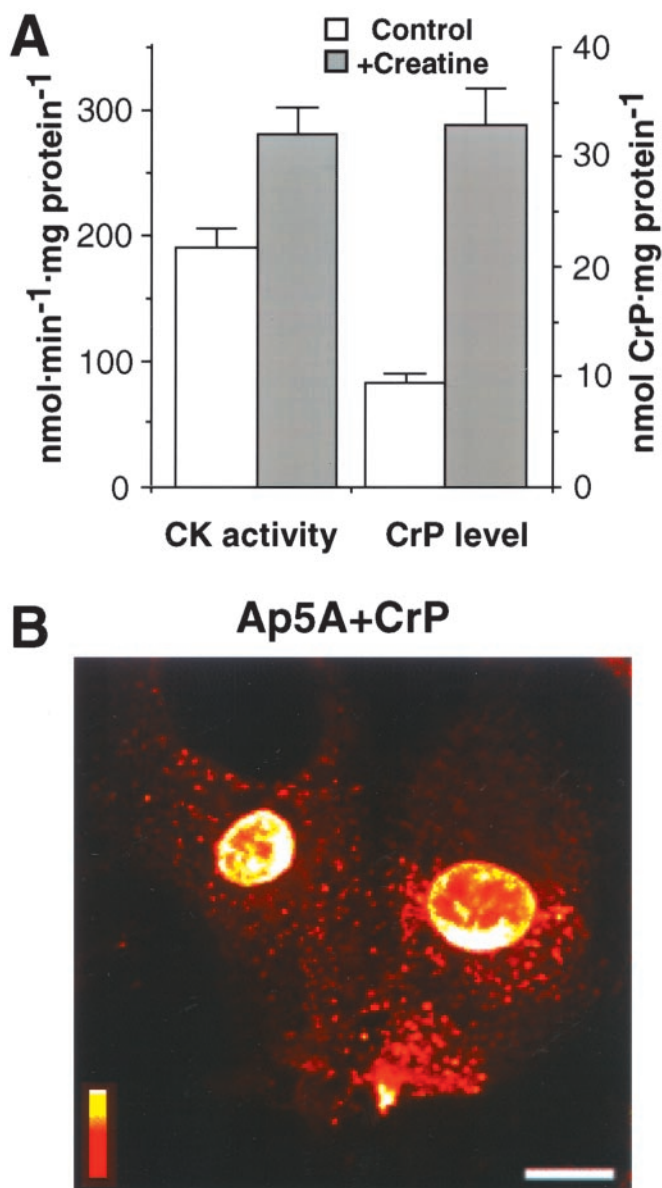 A
Control
+Creatine
nmol·min⁻¹·mg protein⁻¹
300
200
100
0
40
30
20
10
0
nmol CrP·mg protein⁻¹
CK activity
CrP level
B
Ap5A+CrP